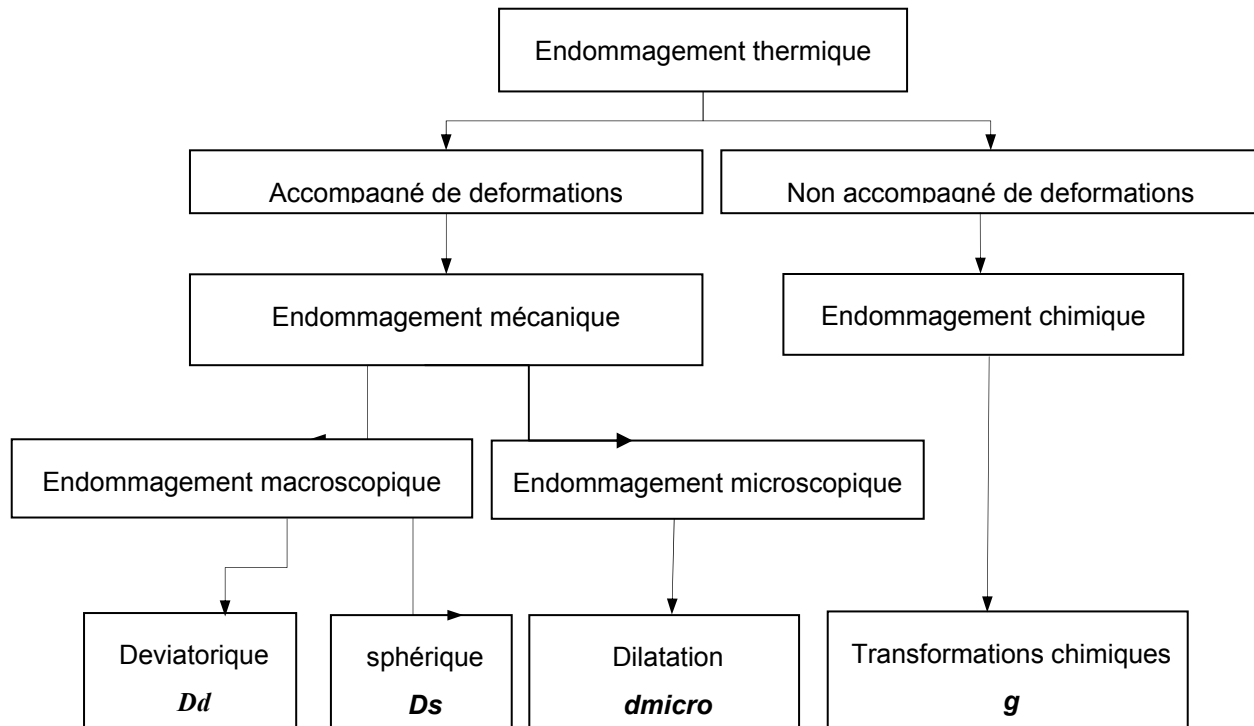 Endommagement thermique
Accompagné de deformations
Non accompagné de deformations
Endommagement mécanique
Endommagement chimique
Endommagement macroscopique
Endommagement microscopique
Deviatorique
Dd
sphérique
Ds
Dilatation
dmicro
Transformations chimiques
g